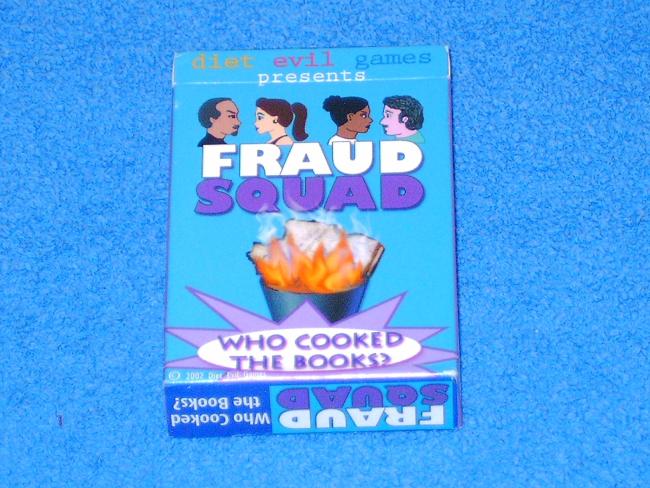 diet evil games
presents
FRAUD
SQUAD
WHO COOKED
THE BOOKS?
© 2002 Diet Evil Games
FRAUD
SQUAD
Who Cooked
the Books?